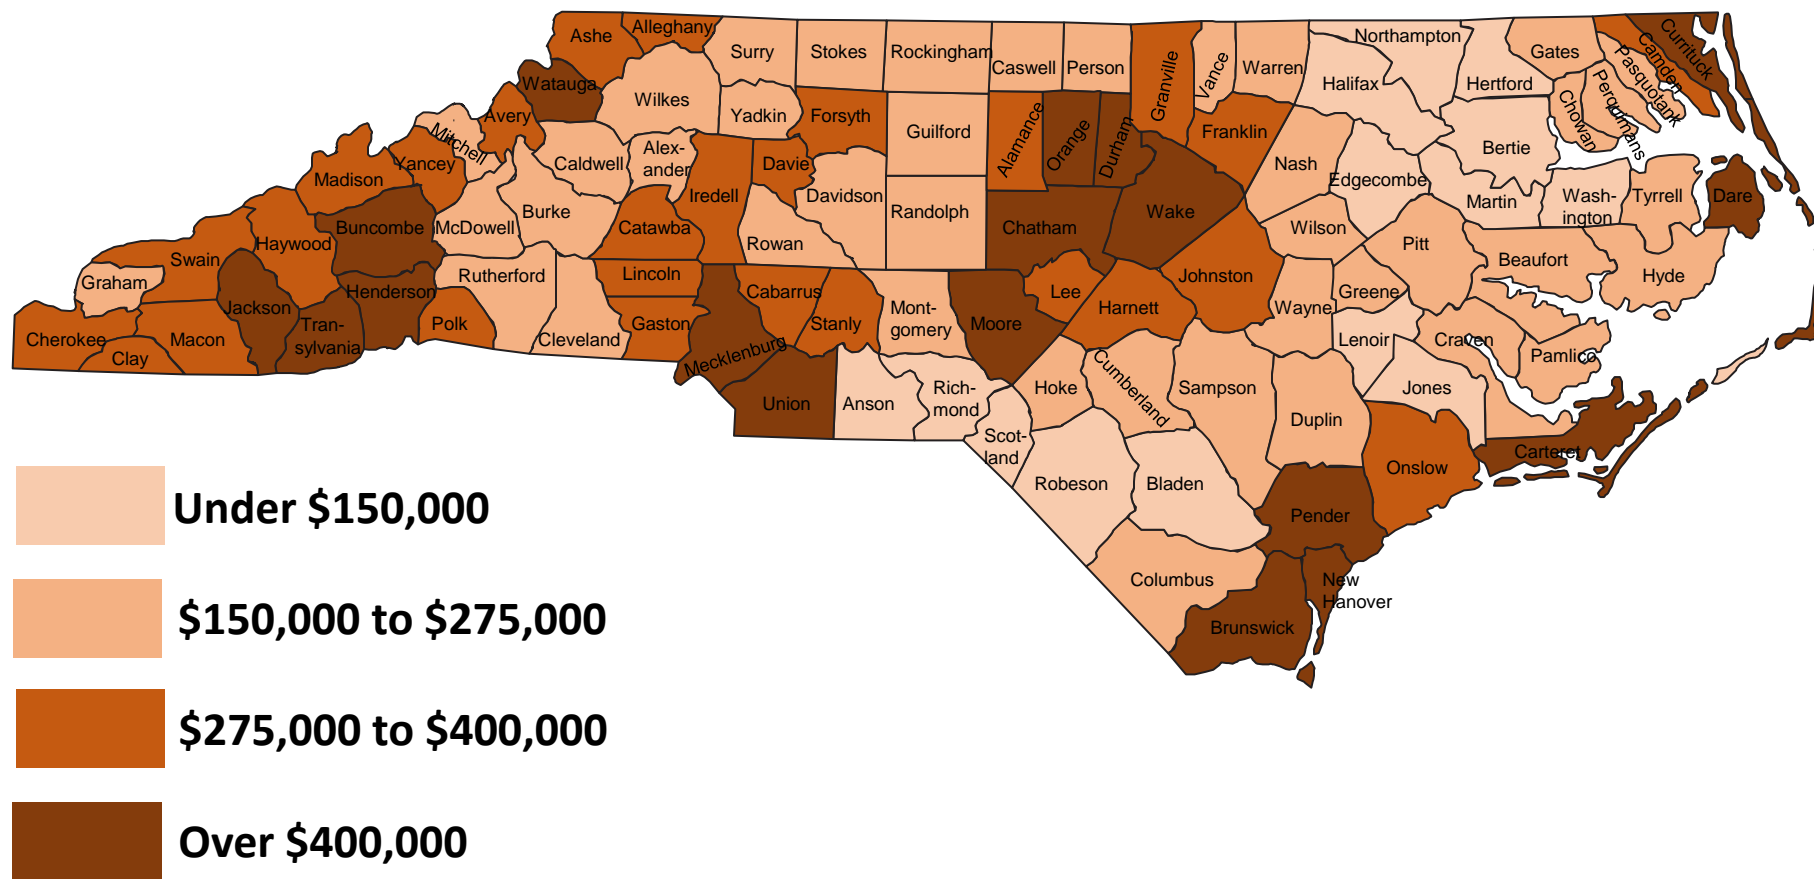 Ashe
Alleghany
Surry
Stokes
Rockingham
Caswell
Person
Granville
Vance
Warren
Northampton
Halifax
Hertford
Gates
Camden
Currituck
Pasquotank
Perquimans
Chowan
Watauga
Wilkes
Yadkin
Forsyth
Guilford
Alamance
Orange
Durham
Franklin
Nash
Edgecombe
Bertie
Martin
Wash-
ington
Tyrrell
Dare
Avery
Mitchell
Yancey
Madison
Caldwell
Alex-
ander
Iredell
Davie
Davidson
Randolph
Chatham
Wake
Wilson
Pitt
Beaufort
Hyde
Buncombe
McDowell
Burke
Catawba
Rowan
Haywood
Swain
Graham
Rutherford
Lincoln
Cabarrus
Stanly
Mont-
gomery
Moore
Lee
Harnett
Johnston
Wayne
Greene
Lenoir
Craven
Pamlico
Jones
Cherokee
Clay
Macon
Jackson
Tran-
sylvania
Henderson
Polk
Cleveland
Gaston
Mecklenburg
Union
Anson
Rich-
mond
Scot-
land
Hoke
Cumberland
Sampson
Duplin
Onslow
Carteret
Robeson
Bladen
Pender
Columbus
Brunswick
New
Hanover
Under $150,000
$150,000 to $275,000
$275,000 to $400,000
Over $400,000